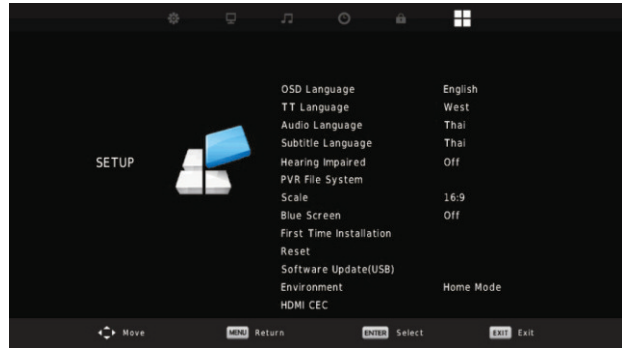 OSD Language English
TT Language West
Audio Language Thai
Subtitle Language Thai
SETUP
Hearing Impaired Off
PVR File System
Scale 16:9
Blue Screen Off
First Time Installation
Reset
Software Update(USB)
Environment Home Mode
HDMI CEC
Move MENU Return ENTER Select EXIT Exit